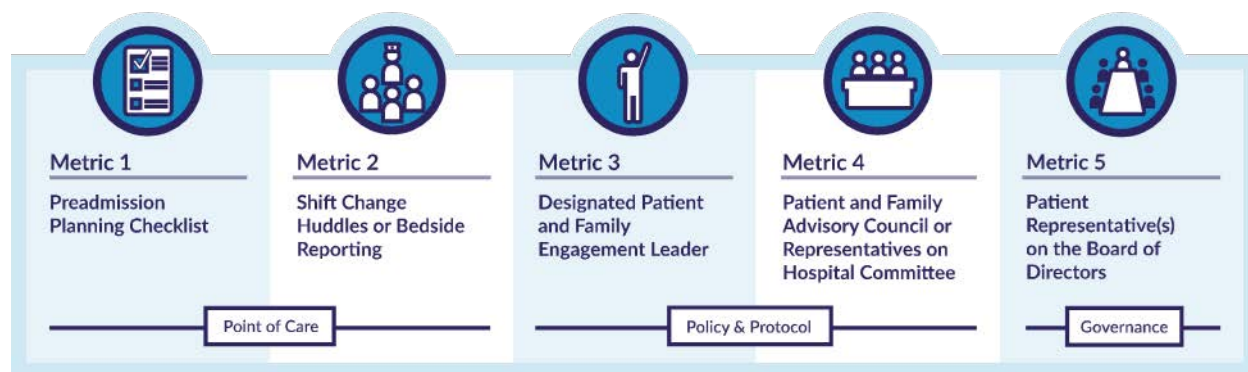 Metric 1
Preadmission
Planning Checklist
Metric 2
Shift Change
Huddles or Bedside
Reporting
Metric 3
Designated Patient
and Family
Engagement Leader
Metric 4
Patient and Family
Advisory Council or
Representatives on
Hospital Committee
Metric 5
Patient
Representative(s)
on the Board of
Directors
Point of Care
Policy & Protocol
Governance